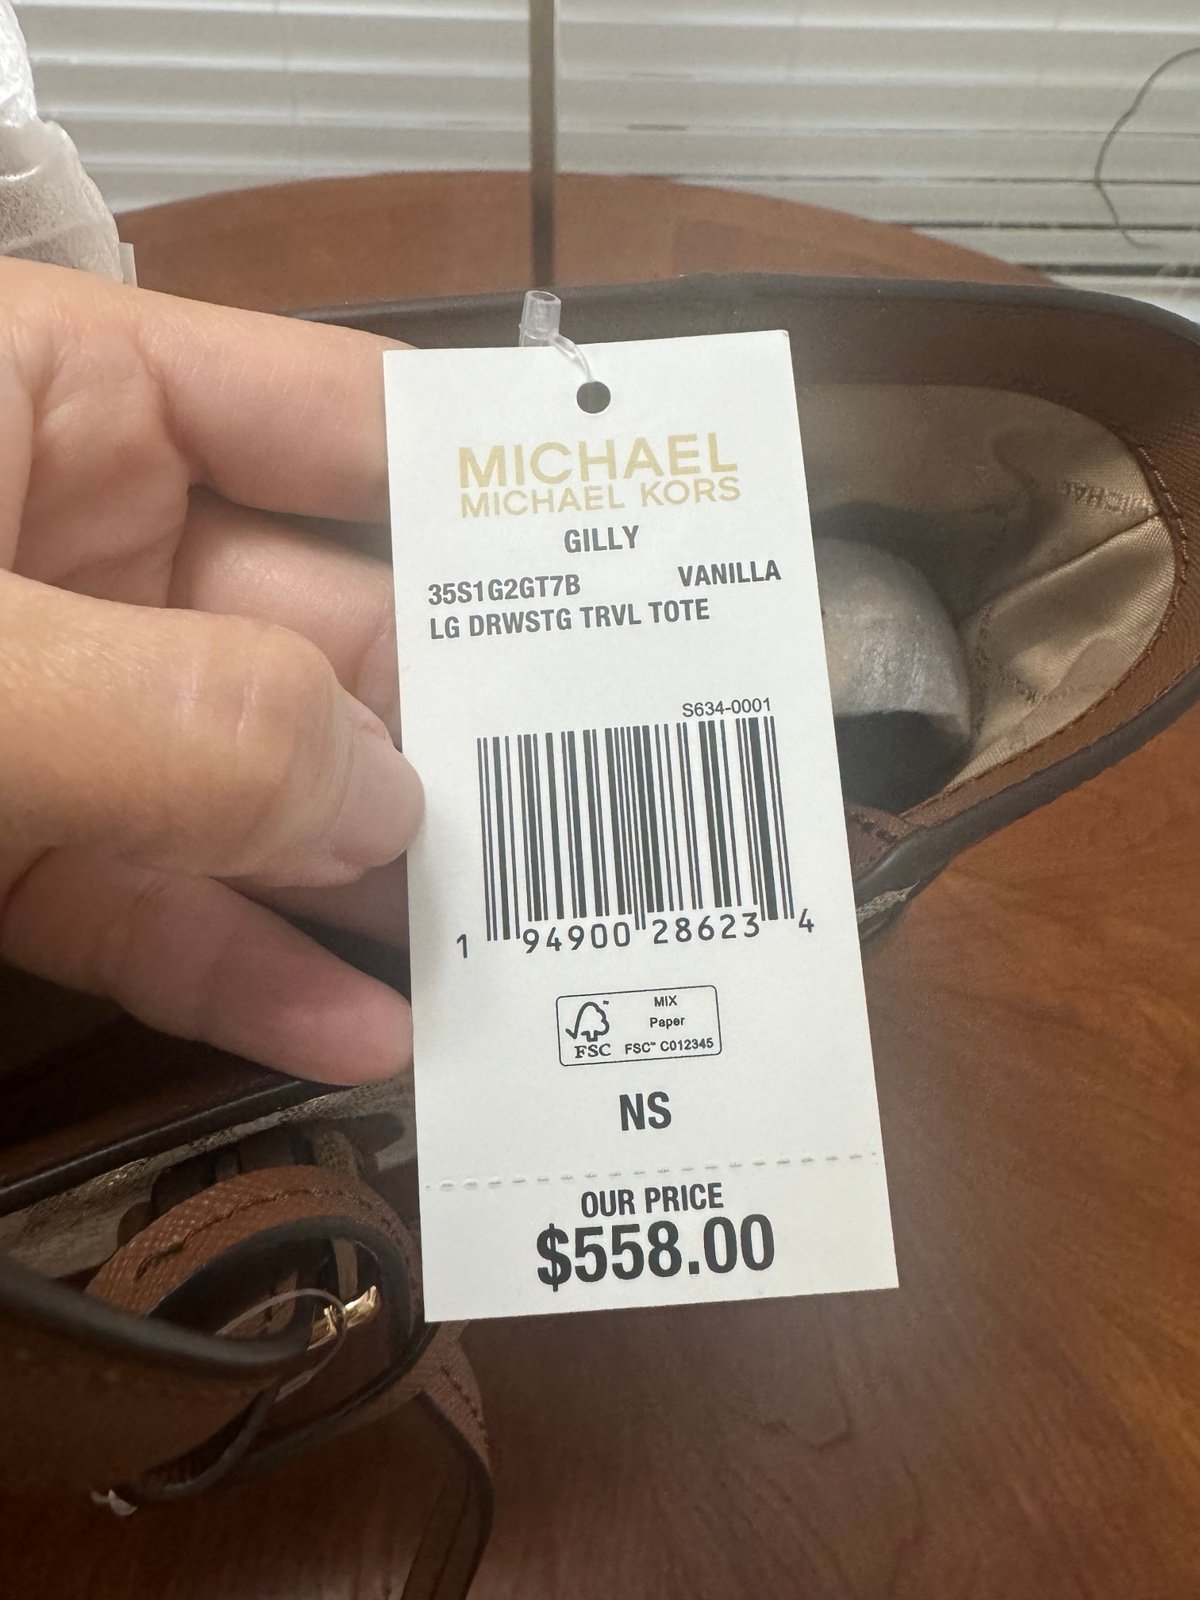 MICHAEL
MICHAEL KORS
GILLY
35S1G2GT7B VANILLA
LG DRWSTG TRVL TOTE
S634-0001
1 94900 28623 4
MIX
Paper
FSC™ C012345
FSC
NS
OUR PRICE
$558.00